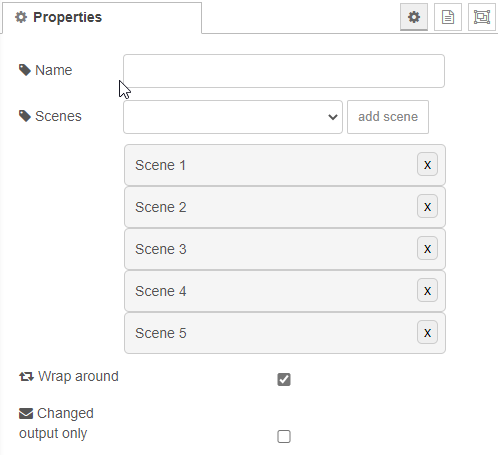 Properties
Name
Scenes
add scene
Scene 1
x
Scene 2
x
Scene 3
x
Scene 4
x
Scene 5
x
Wrap around
Changed
output only